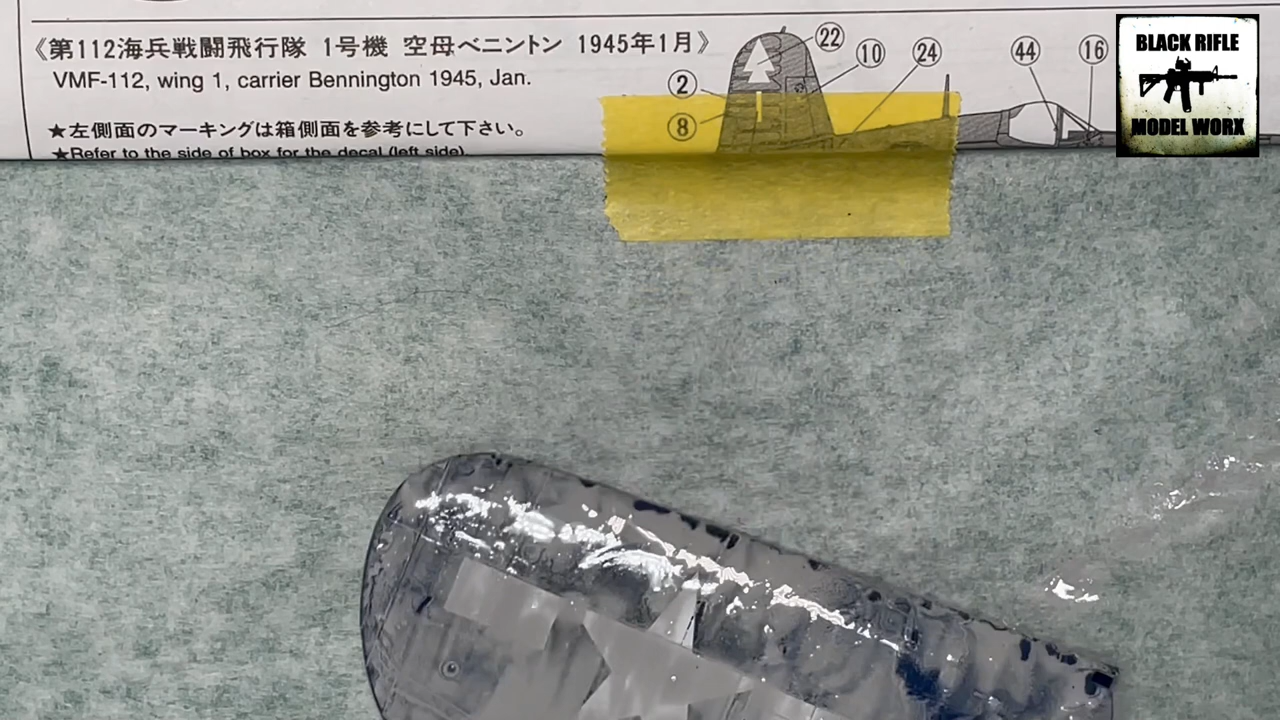 《第112海兵戦闘飛行隊 1号機 空母ベニントン 1945年1月》
VMF-112, wing 1, carrier Bennington 1945, Jan.
★左側面のマーキングは箱側面を参考にして下さい。
★Refer to the side of box for the decal (left side)
22
10
24
44
16
2
8
BLACK RIFLE
MODEL WORX